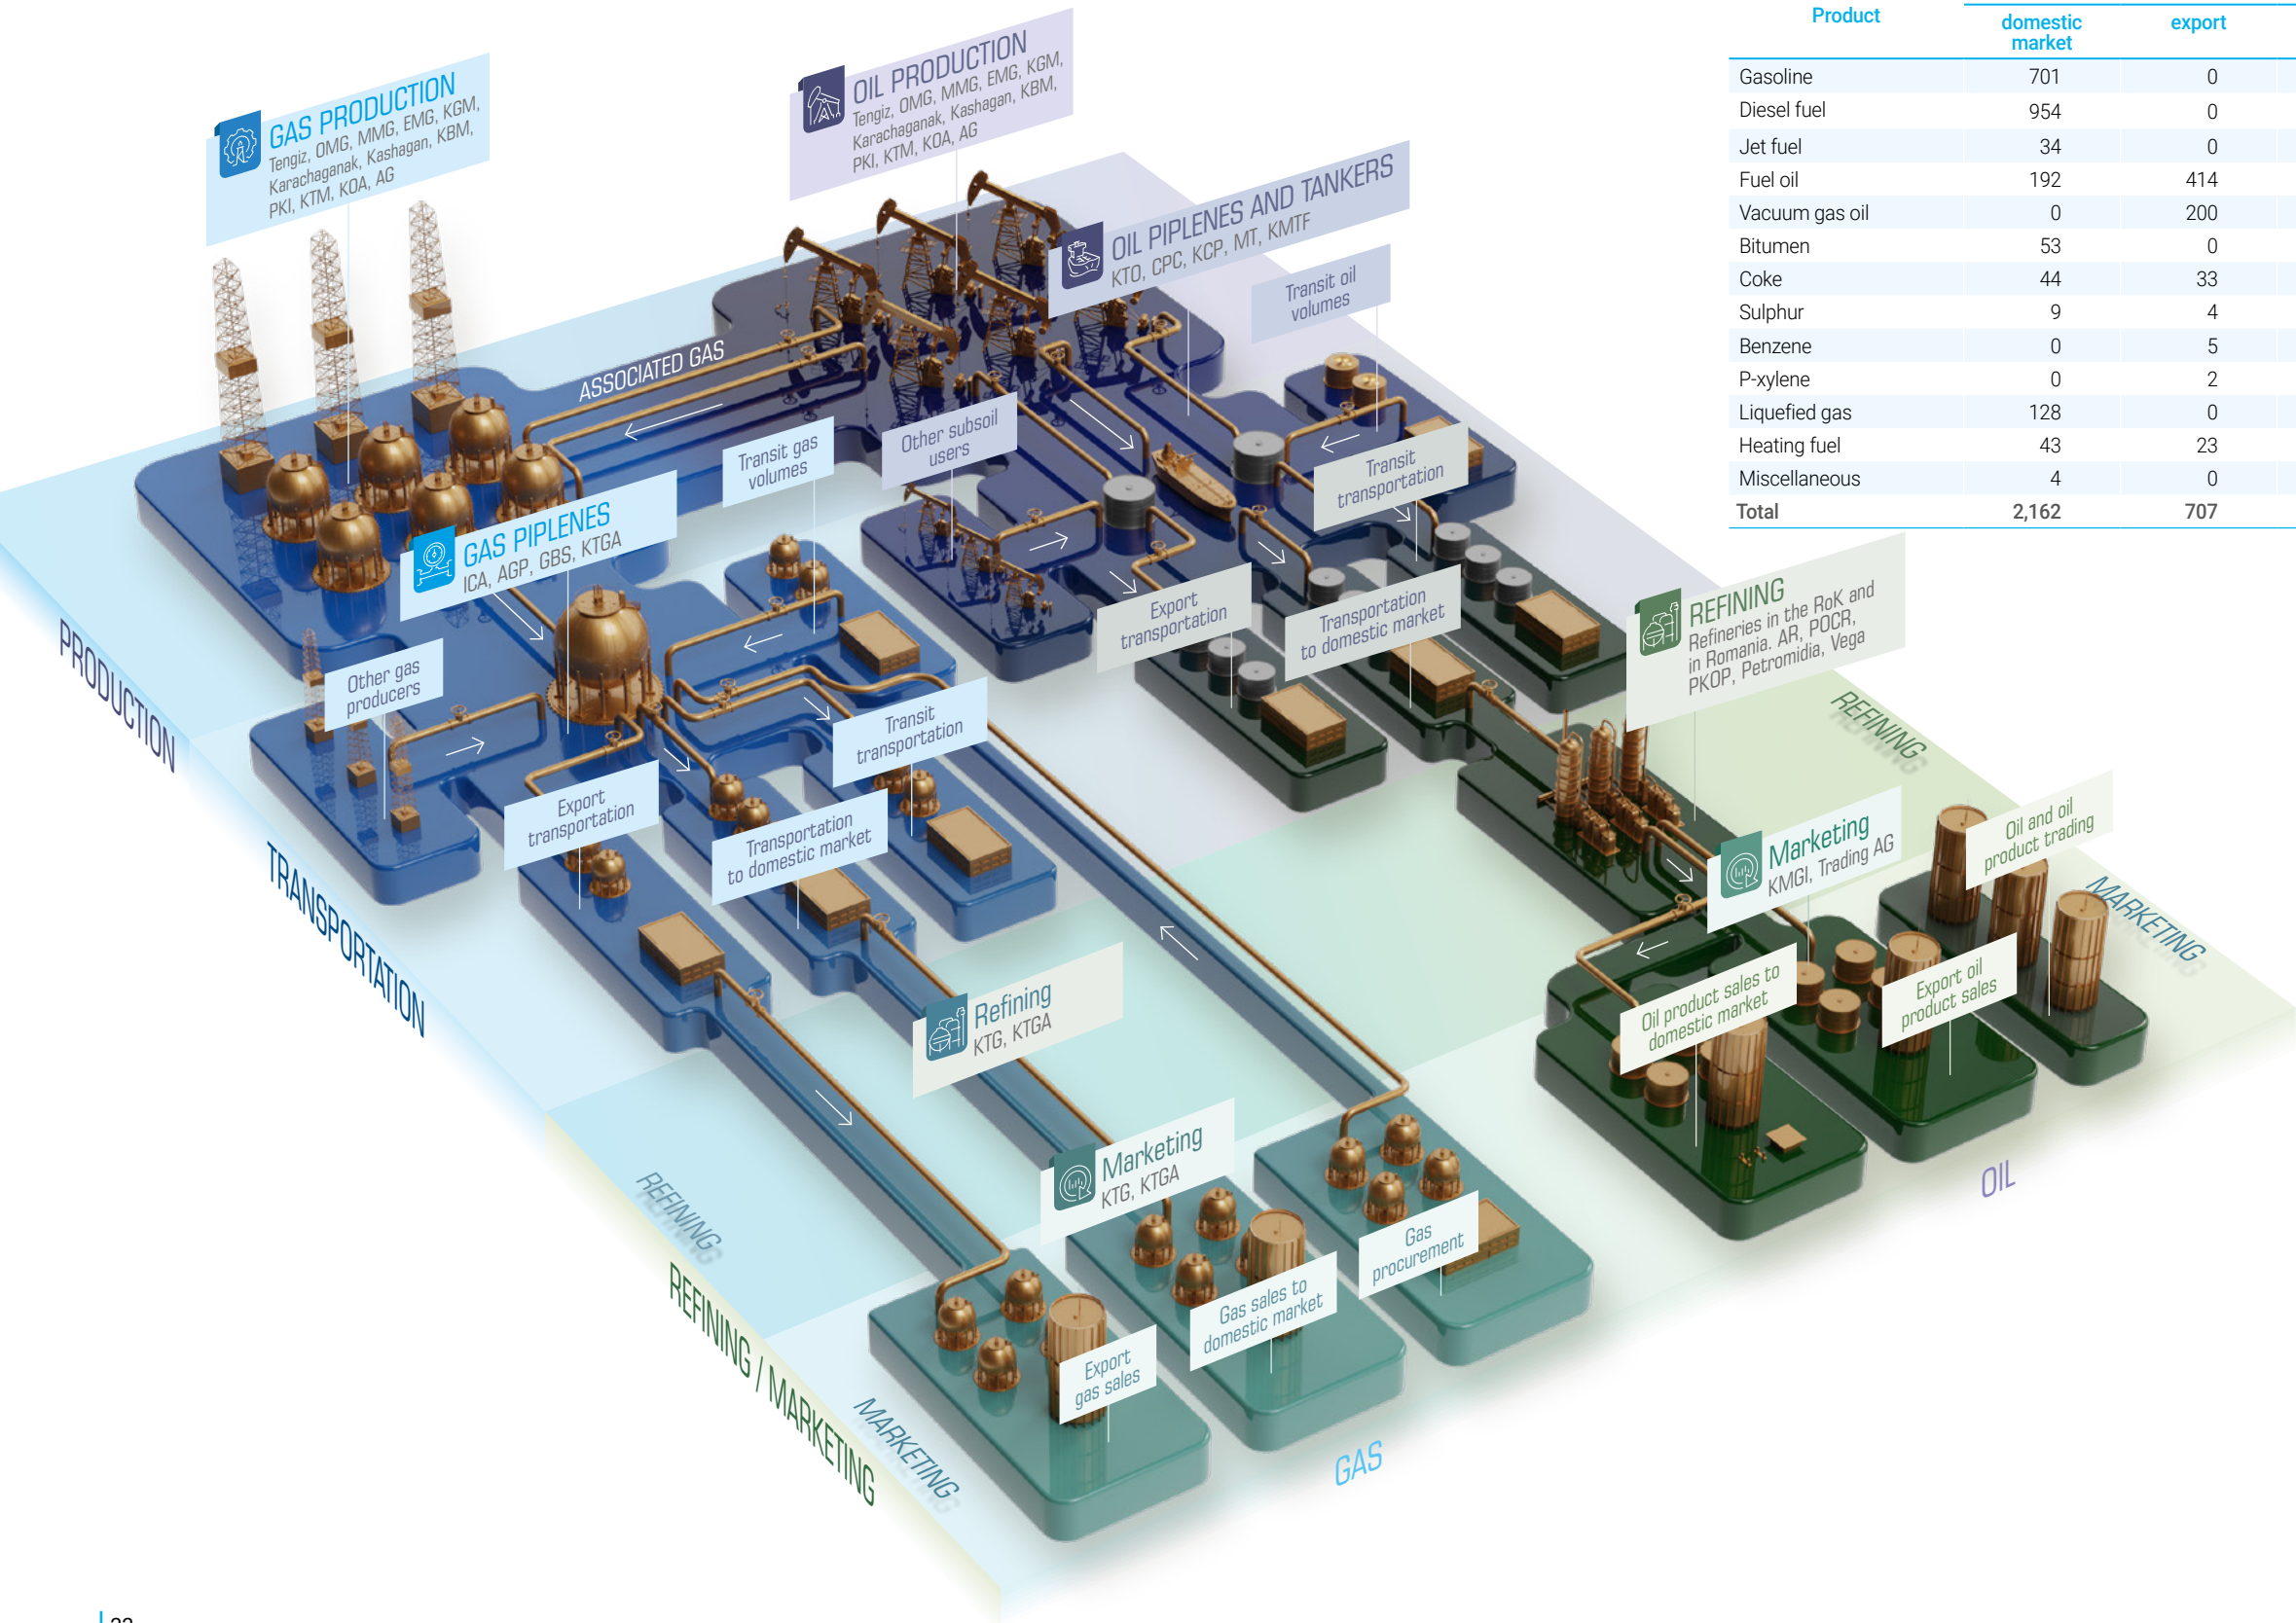 GAS PRODUCTION
Tengiz, OMG, MMG, EMG, KGM,
Karachaganak, Kashagan, KBM,
PKI, KTM, KOA, AG
OIL PRODUCTION
Tengiz, OMG, MMG, EMG, KGM,
Karachaganak, Kashagan, KBM,
PKI, KTM, KOA, AG
OIL PIPLENES AND TANKERS
KTO, CPC, KCP, MT, KMTF
Transit oil
volumes
ASSOCIATED GAS
Transit gas
volumes
Other subsoil
users
Transit
transportation
GAS PIPLENES
ICA, AGP, GBS, KTGA
Other gas
producers
Export
transportation
Transportation
to domestic market
REFINING
Refineries in the RoK and
in Romania. AR, POCR,
PKOP, Petromidia, Vega
Transit
transportation
Export
transportation
Transportation
to domestic market
PRODUCTION
TRANSPORTATION
REFINING
MARKETING
Marketing
KMGI, Trading AG
Oil and oil
product trading
Oil product sales to
domestic market
Export oil
product sales
Refining
KTG, KTGA
Marketing
KTG, KTGA
Gas
procurement
Gas sales to
domestic market
Export
gas sales
REFINING
REFINING / MARKETING
MARKETING
GAS
OIL
Product
domestic
market
export
Gasoline 701 0
Diesel fuel 954 0
Jet fuel 34 0
Fuel oil 192 414
Vacuum gas oil 0 200
Bitumen 53 0
Coke 44 33
Sulphur 9 4
Benzene 0 5
P-xylene 0 2
Liquefied gas 128 0
Heating fuel 43 23
Miscellaneous 4 0
Total 2,162 707